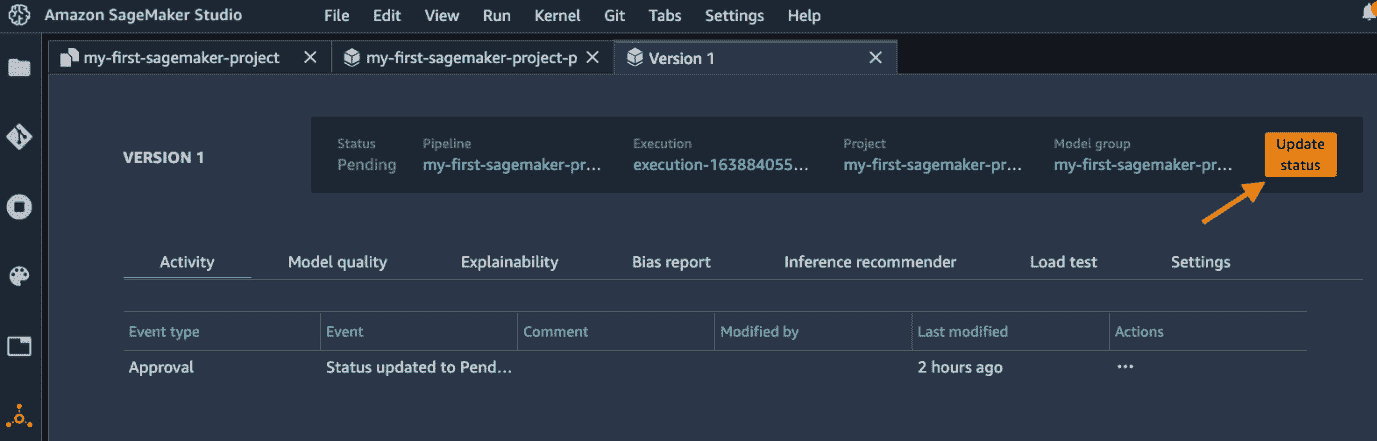 Amazon SageMaker Studio File Edit View Run Kernel Git Tabs Settings Help
my-first-sagemaker-project my-first-sagemaker-project-p Version 1
VERSION 1
Status Pipeline Execution Project Model group
Pending my-first-sagemaker-pr... execution-163884055... my-first-sagemaker-pr... my-first-sagemaker-pr...
Update
status
Activity Model quality Explainability Bias report Inference recommender Load test Settings
Event type Event Comment Modified by Last modified Actions
Approval Status updated to Pend... 2 hours ago ...